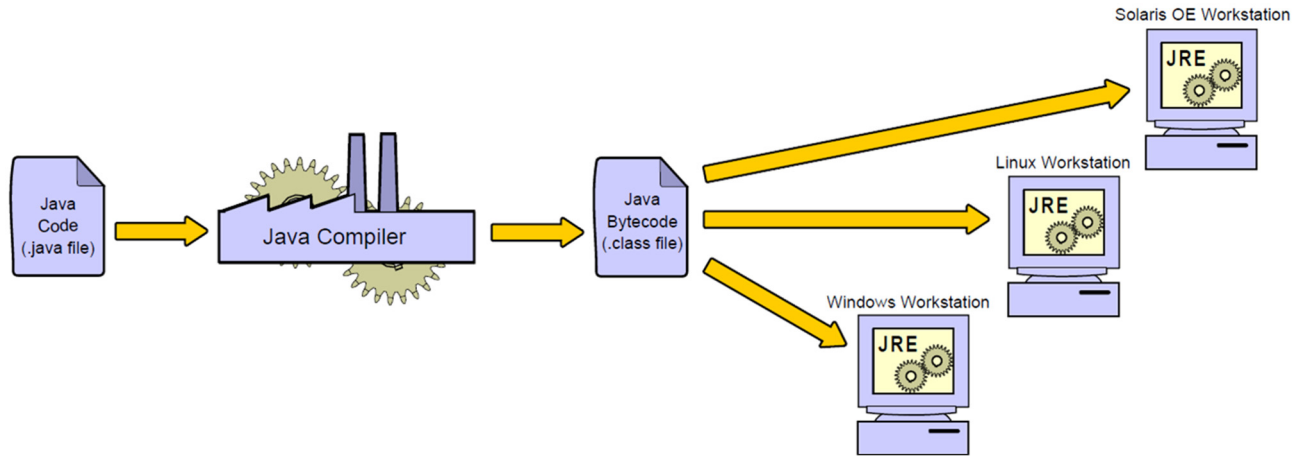 Java
Code
(.java file)
Java Compiler
Java
Bytecode
(.class file)
Solaris OE Workstation
JRE
Linux Workstation
JRE
Windows Workstation
JRE